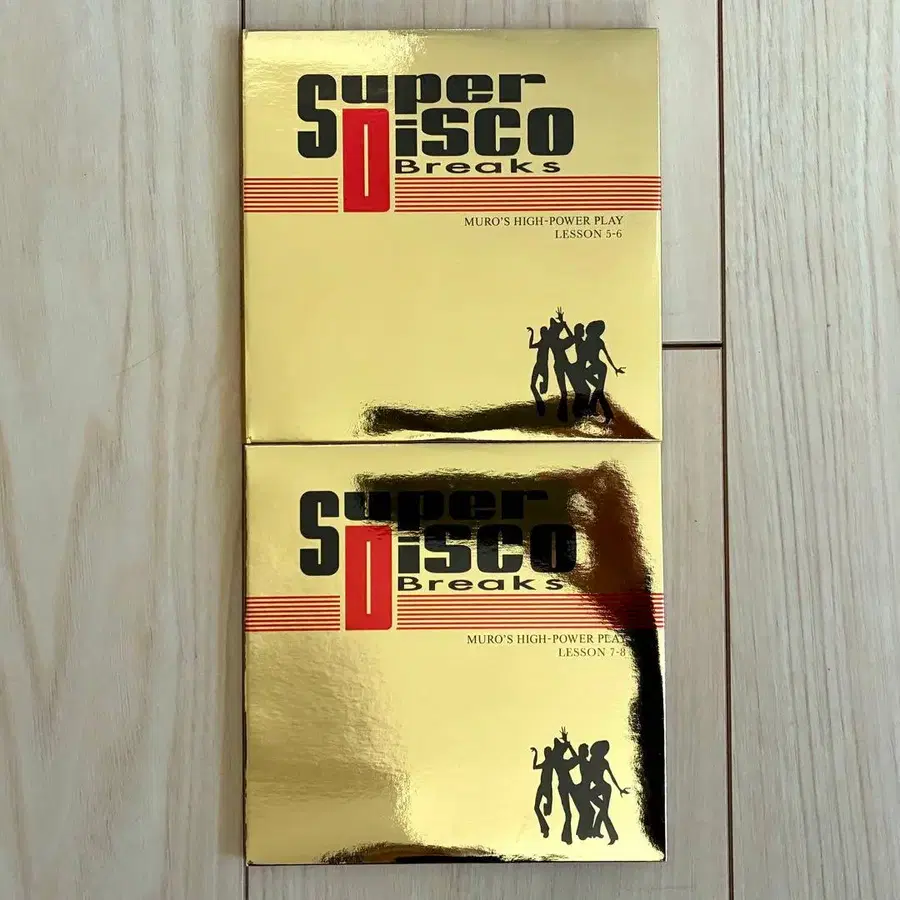 Super
Disco
Breaks
MURO'S HIGH-POWER PLAY
LESSON 5-6
Super
Disco
Breaks
MURO'S HIGH-POWER PLAY
LESSON 7-8